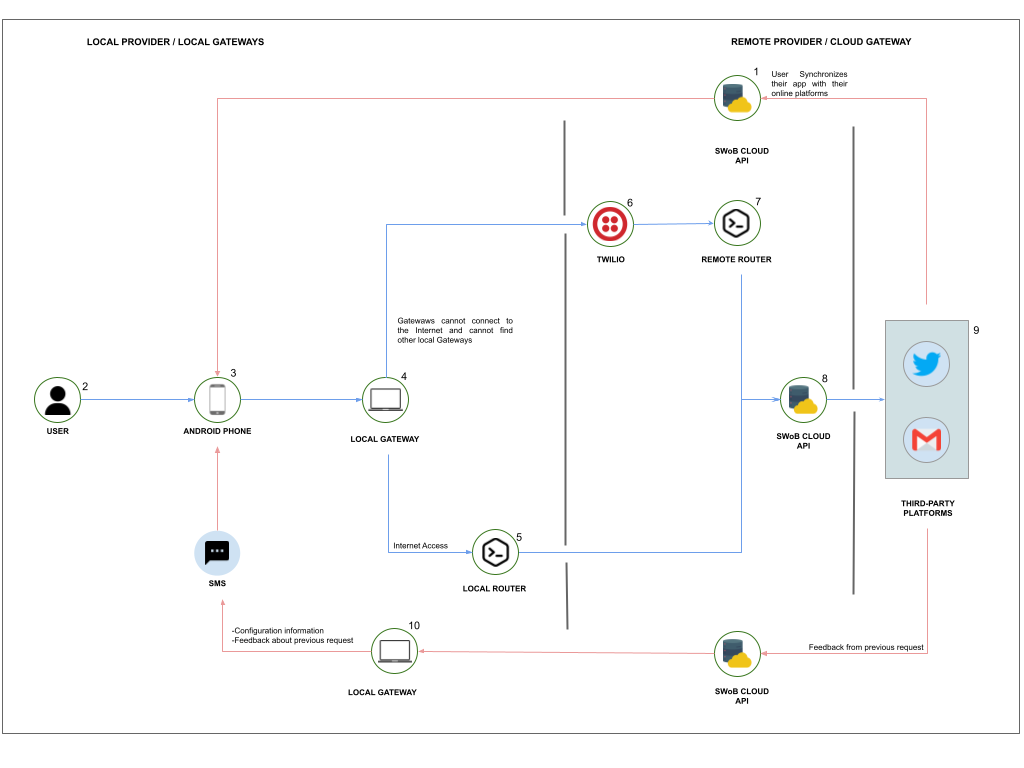 LOCAL PROVIDER / LOCAL GATEWAYS
REMOTE PROVIDER / CLOUD GATEWAY
1
User Synchronizes
their app with their
online platforms
SWoB CLOUD
API
6
7
TWILIO
REMOTE ROUTER
Gatewaws cannot connect to
the Internet and cannot find
other local Gateways
9
2
3
4
8
USER
ANDROID PHONE
LOCAL GATEWAY
SWoB CLOUD
API
THIRD-PARTY
PLATFORMS
5
Internet Access
SMS
LOCAL ROUTER
10
-Configuration information
-Feedback about previous request
Feedback from previous request
LOCAL GATEWAY
SWoB CLOUD
API